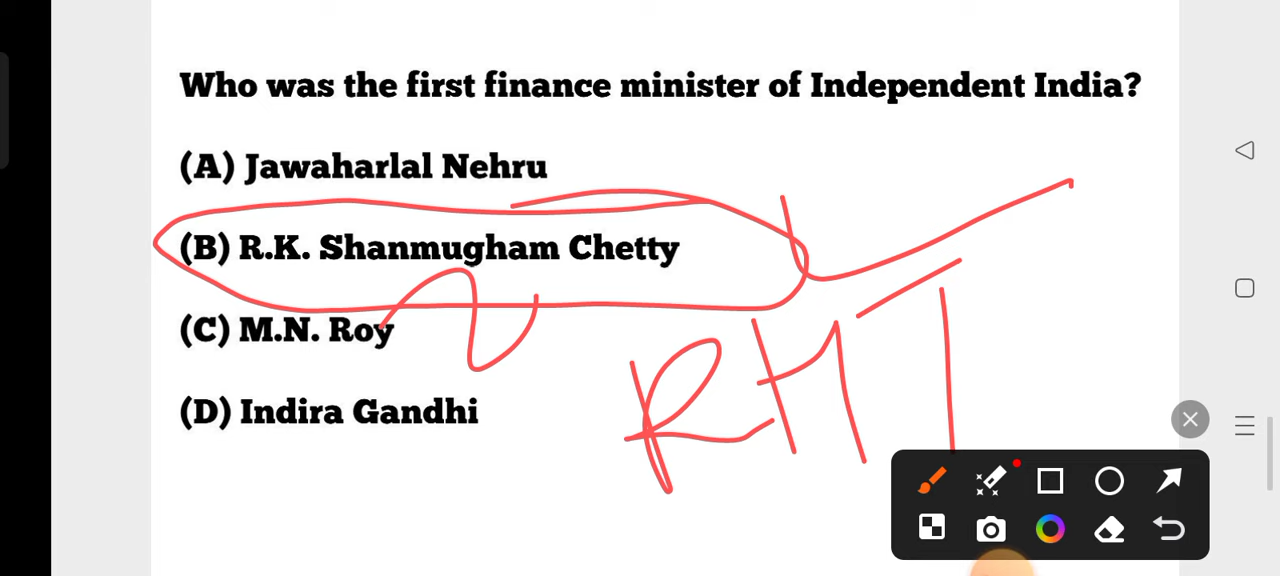 Who was the first finance minister of Independent India?
(A) Jawaharlal Nehru
(B) R.K. Shanmugham Chetty
(C) M.N. Roy
(D) Indira Gandhi